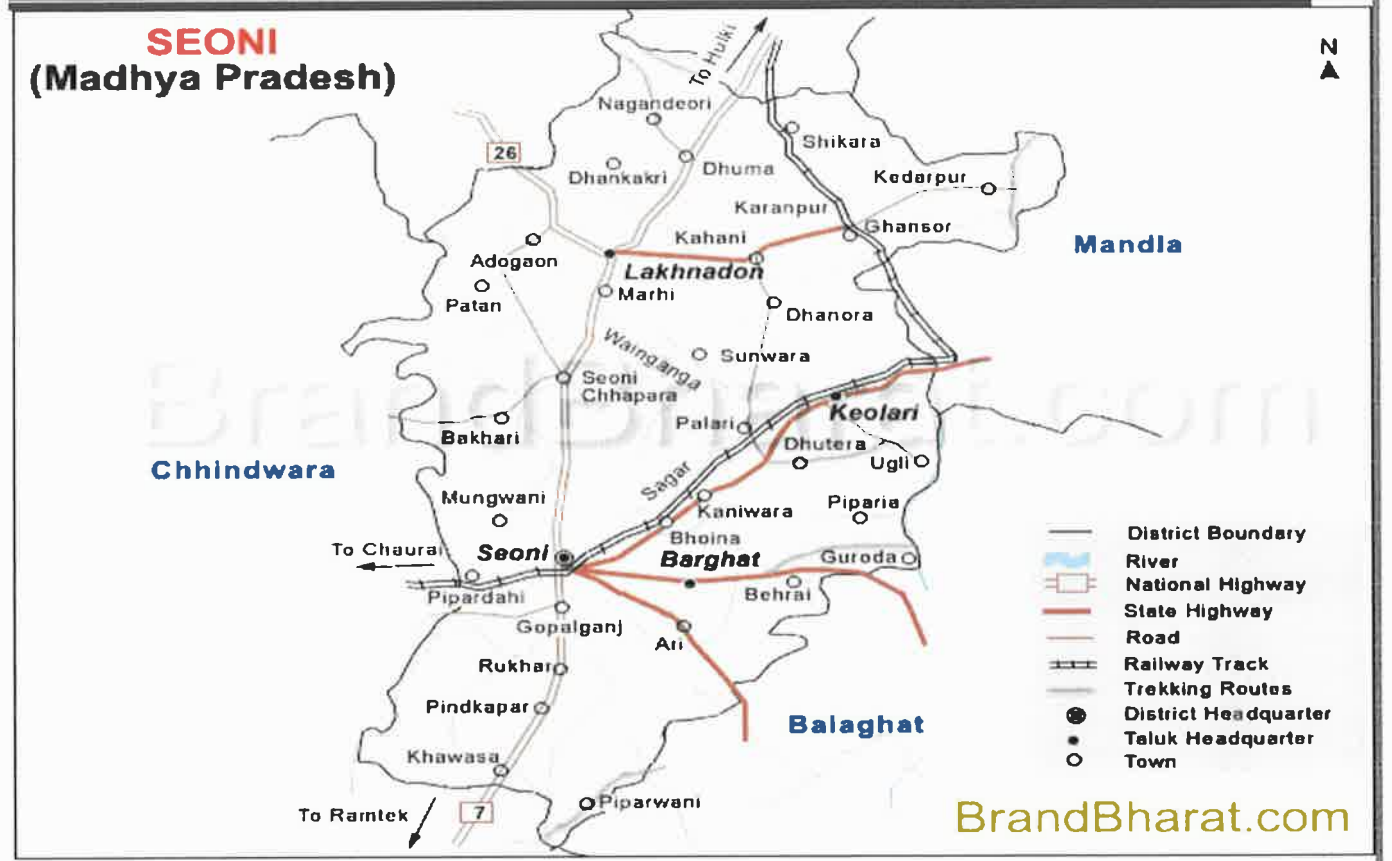 SEONI
(Madhya Pradesh)
N
To Hulki
Nagandeori
26
Shikara
Dhankakri
Dhuma
Kedarpur
Karanpur
Ghansor
Kahani
Mandla
Adogaon
Lakhnadon
Patan
Marhi
Dhanora
Wainganga
Sunwara
Seoni
Chhapara
BrandBharat.com
Keolari
Palari
Bakhari
Dhutera
Ugli
Chhindwara
Sagar
Mungwani
Kaniwara
Piparia
Bhoina
To Chaurai
Seoni
Barghat
Guroda
Pipardahi
Behrai
Gopalganj
Ari
Rukhar
Pindkapar
Balaghat
Khawasa
To Ramtek
7
Piparwani
District Boundary
River
National Highway
State Highway
Road
Railway Track
Trekking Routes
District Headquarter
Taluk Headquarter
Town
BrandBharat.com